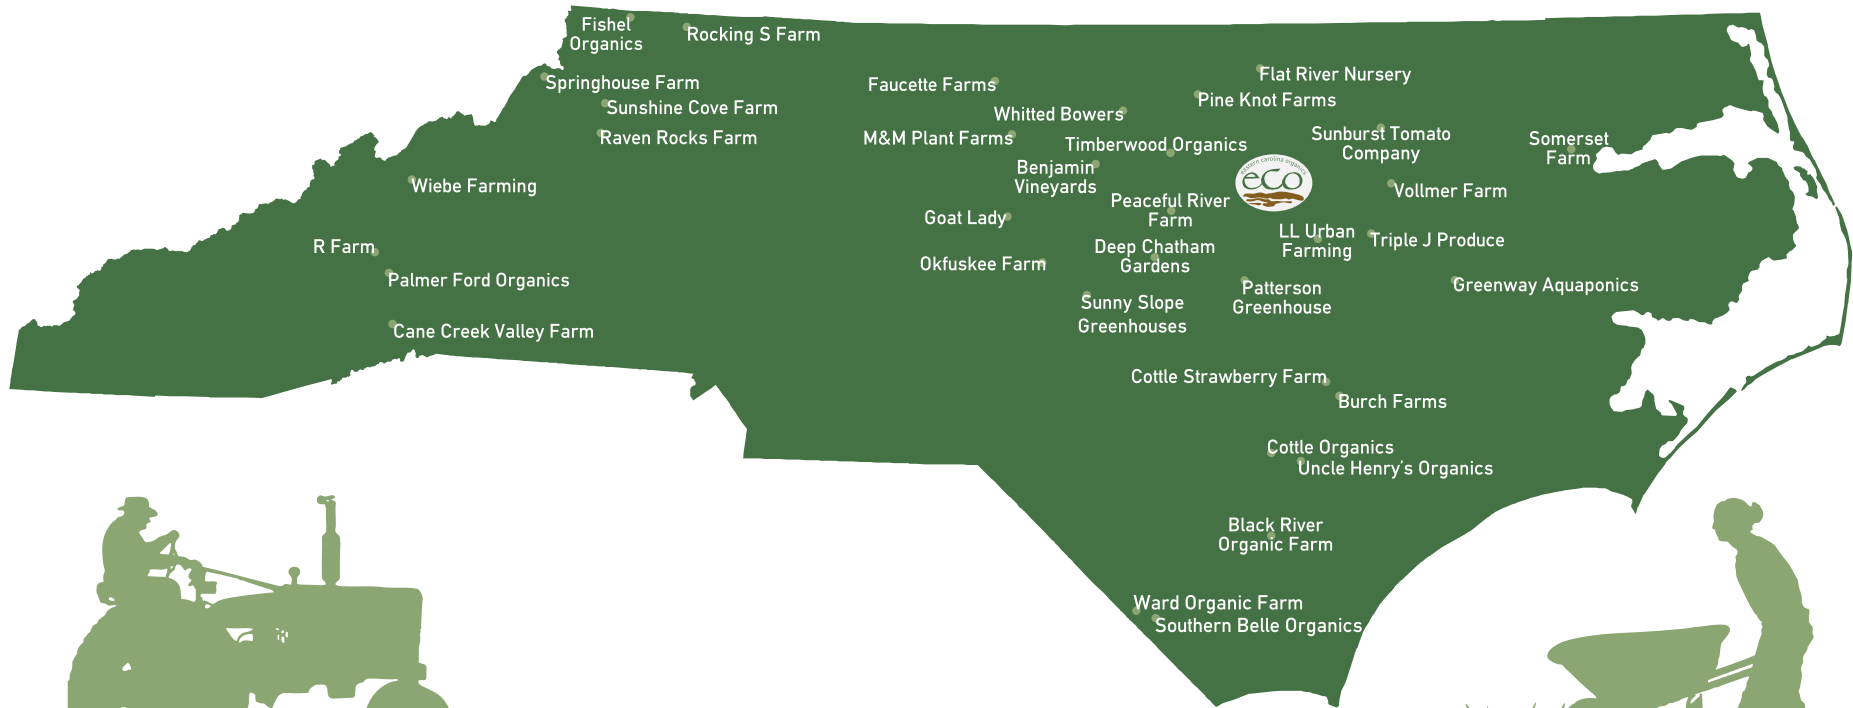 Fishel
Organics
Rocking S Farm
Springhouse Farm
Sunshine Cove Farm
Raven Rocks Farm
Wiebe Farming
R Farm
Palmer Ford Organics
Cane Creek Valley Farm
Faucette Farms
Whitted Bowers
M&M Plant Farms
Timberwood Organics
Benjamin
Vineyards
Goat Lady
Okfuskee Farm
Peaceful River
Farm
Deep Chatham
Gardens
Sunny Slope
Greenhouses
Flat River Nursery
Pine Knot Farms
eastern carolina organics
eco
Sunburst Tomato
Company
Somerset
Farm
Vollmer Farm
LL Urban
Farming
Triple J Produce
Patterson
Greenhouse
Greenway Aquaponics
Cottle Strawberry Farm
Burch Farms
Cottle Organics
Uncle Henry's Organics
Black River
Organic Farm
Ward Organic Farm
Southern Belle Organics